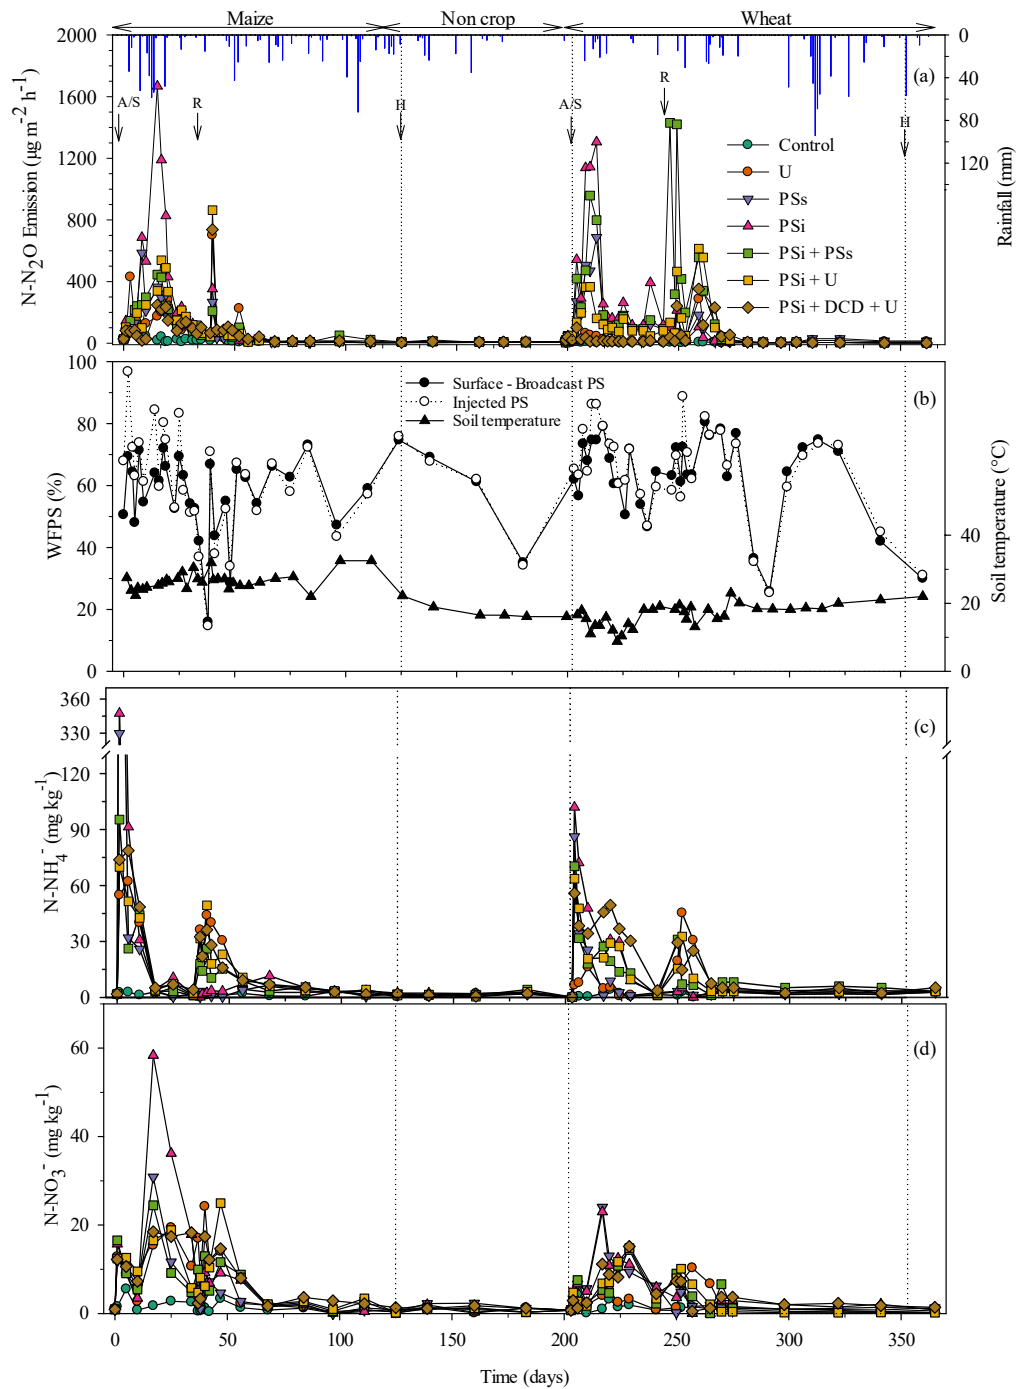 Maize Non crop Wheat
2000 0
(a)
1600 40
A/S R H A/S R H
1200 80
Control
120
U
800 PSs
PSi
PSi + PSs
400 PSi + U
PSi + DCD + U
0
N-N₂O Emission (µg m⁻² h⁻¹)
Rainfall (mm)
100
Surface - Broadcast PS
(b)
Injected PS
80
Soil temperature
60
40 40
20 20
0 0
WFPS (%)
Soil temperature (°C)
360
(c)
330
120
90
60
30
0
N-NH₄⁻ (mg kg⁻¹)
(d)
60
40
20
0
N-NO₃⁻ (mg kg⁻¹)
0 50 100 150 200 250 300 350
Time (days)